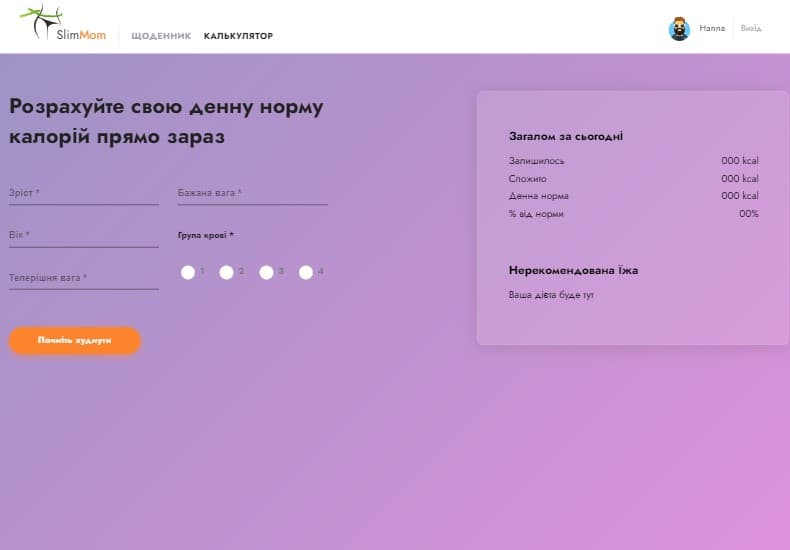 SlimMom
ЩОДЕННИК КАЛЬКУЛЯТОР
Hanna Вихід
Розрахуйте свою денну норму
калорій прямо зараз
Зріст *
Бажана вага *
Вік *
Група крові *
Теперішня вага *
1 2 3 4
Почніть худнути
Загалом за сьогодні
Залишилось 000 kcal
Спожито 000 kcal
Денна норма 000 kcal
% від норми 00%
Нерекомендована їжа
Ваша дієта буде тут